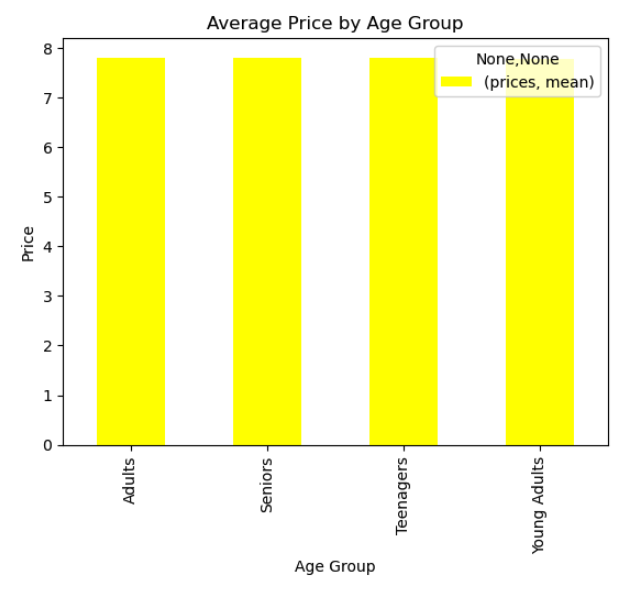 Average Price by Age Group
None,None
(prices, mean)
8
7
6
5
4
3
2
1
0
Price
Adults
Seniors
Teenagers
Young Adults
Age Group